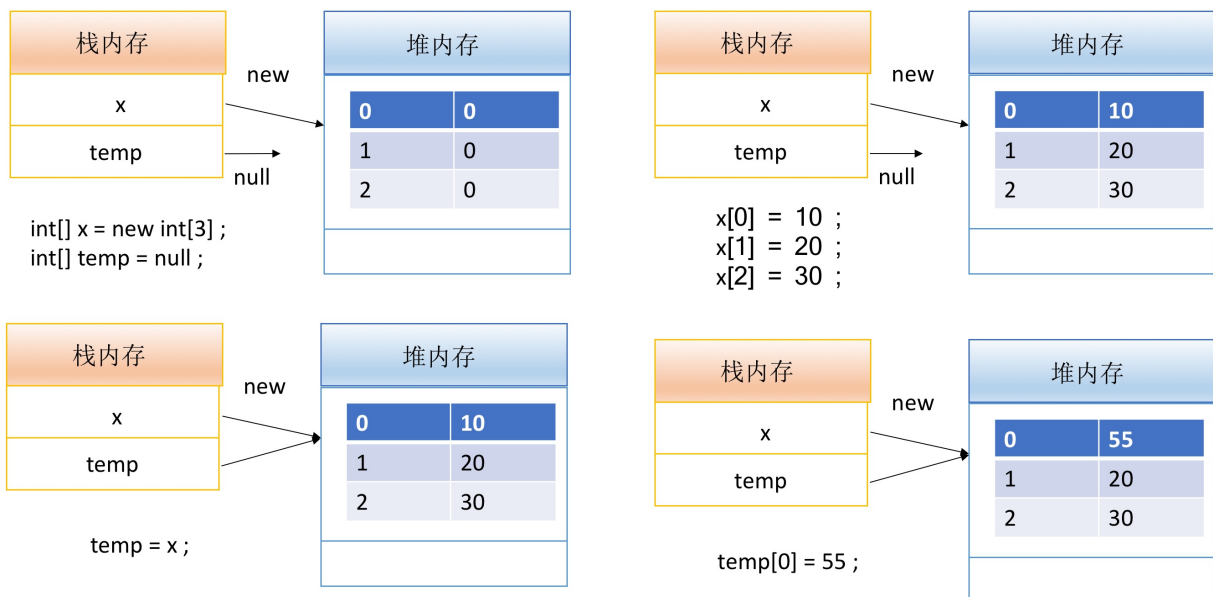 栈内存
堆内存
new
x
temp
null
0 0
1 0
2 0
int[] x = new int[3] ;
int[] temp = null ;
栈内存
堆内存
new
x
temp
null
0 10
1 20
2 30
x[0] = 10 ;
x[1] = 20 ;
x[2] = 30 ;
栈内存
堆内存
new
x
temp
0 10
1 20
2 30
temp = x ;
栈内存
堆内存
new
x
temp
0 55
1 20
2 30
temp[0] = 55 ;